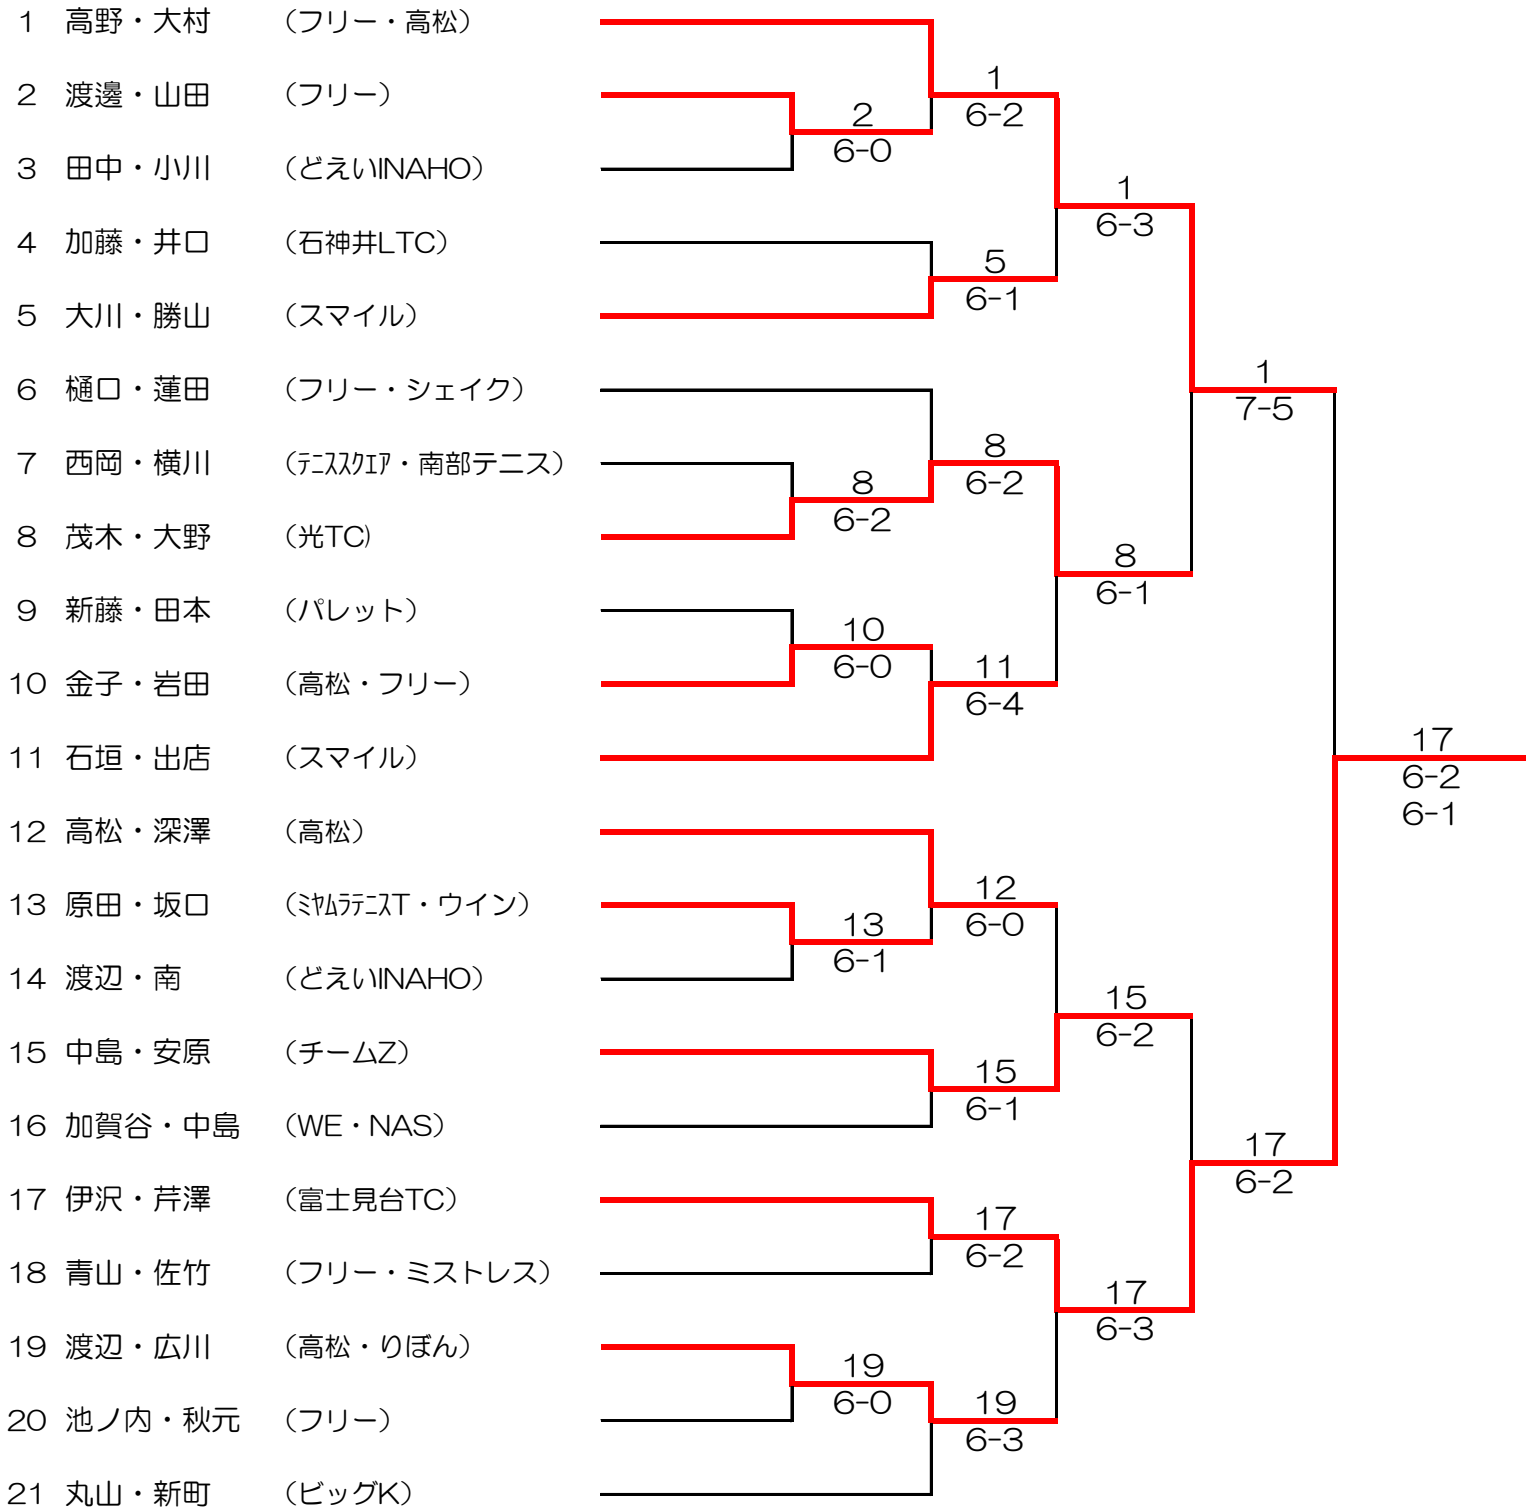 1 高野・大村 （フリー・高松）
1
2 渡邊・山田 （フリー）
6-2
2
6-0
3 田中・小川 （どえいINAHO）
1
6-3
4 加藤・井口 （石神井LTC）
5
6-1
5 大川・勝山 （スマイル）
1
7-5
6 樋口・蓮田 （フリー・シェイク）
8
7 西岡・横川 （ﾃﾆｽｽｸｴｱ・南部テニス）
6-2
8
6-2
8 茂木・大野 （光TC)
8
6-1
9 新藤・田本 （パレット）
10
6-0
11
10 金子・岩田 （高松・フリー）
6-4
17
11 石垣・出店 （スマイル）
6-2
6-1
12 高松・深澤 （高松）
12
13 原田・坂口 （ﾐﾔﾑﾗﾃﾆｽT・ウイン）
6-0
13
6-1
14 渡辺・南 （どえいINAHO）
15
6-2
15 中島・安原 （チームZ）
15
6-1
16 加賀谷・中島 （WE・NAS）
17
6-2
17 伊沢・芹澤 （富士見台TC）
17
6-2
18 青山・佐竹 （フリー・ミストレス）
17
6-3
19 渡辺・広川 （高松・りぼん）
19
6-0
19
20 池ノ内・秋元 （フリー）
6-3
21 丸山・新町 （ビッグK）